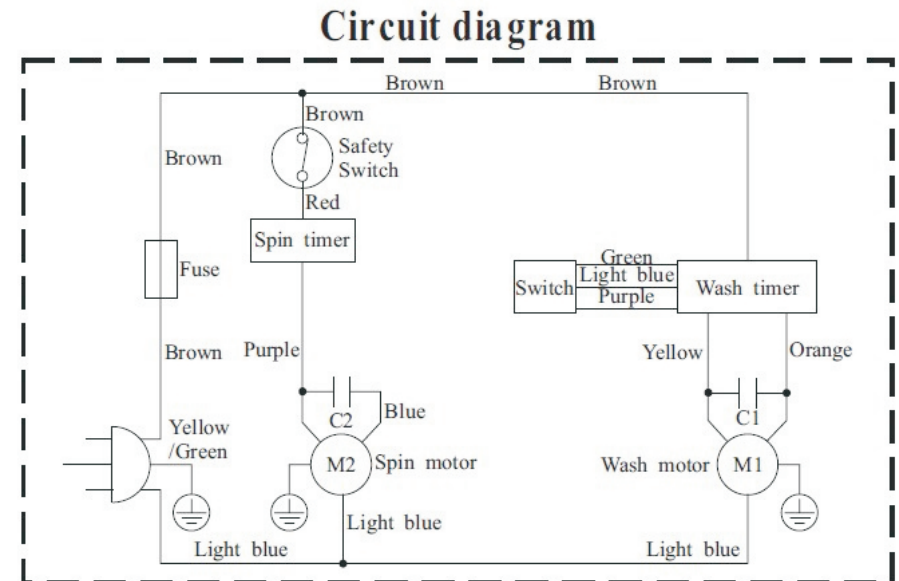 Circuit diagram
Brown
Brown
Brown
Safety
Switch
Brown
Red
Spin timer
Fuse
Green
Light blue
Purple
Switch
Wash timer
Brown
Purple
Yellow
Orange
Blue
C2
C1
Yellow
/Green
M2
Spin motor
Wash motor
M1
Light blue
Light blue
Light blue